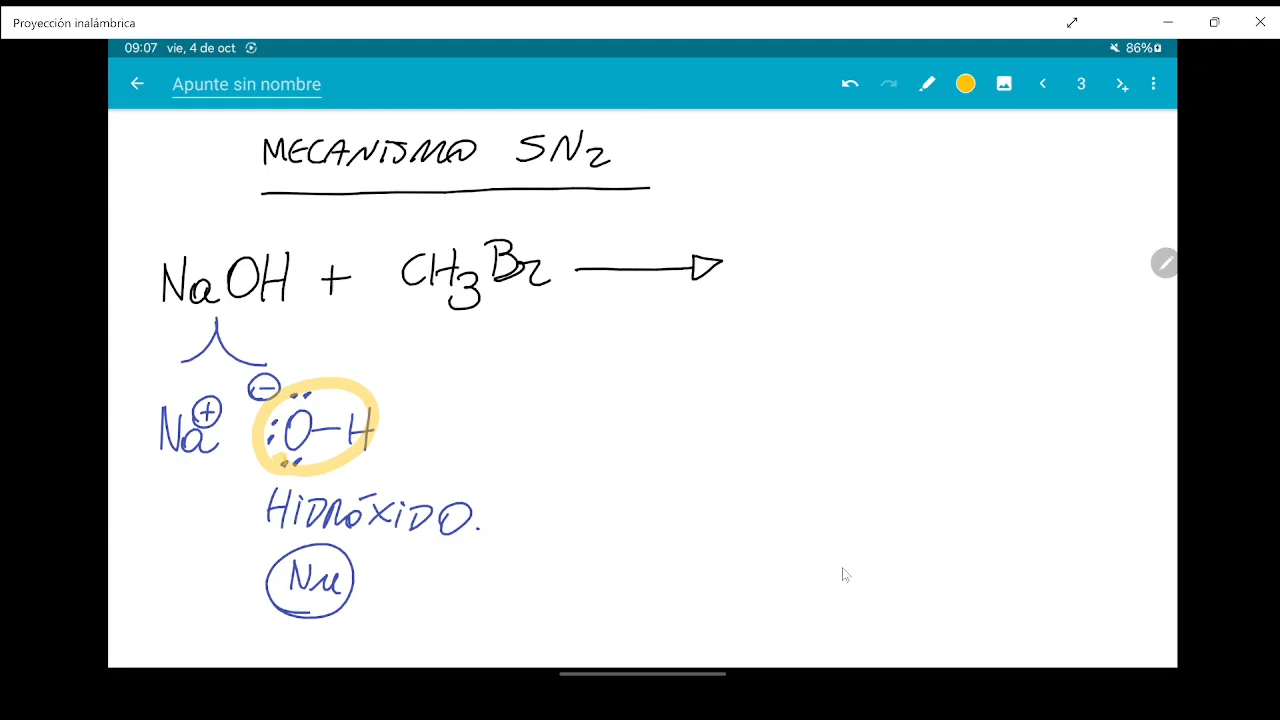 Proyección inalámbrica
09:07 vie, 4 de oct 86%
Apunte sin nombre 3
MECANISMO SN2
NaOH + CH3Br
Na + − :O−H
HIDRÓXIDO.
Nu